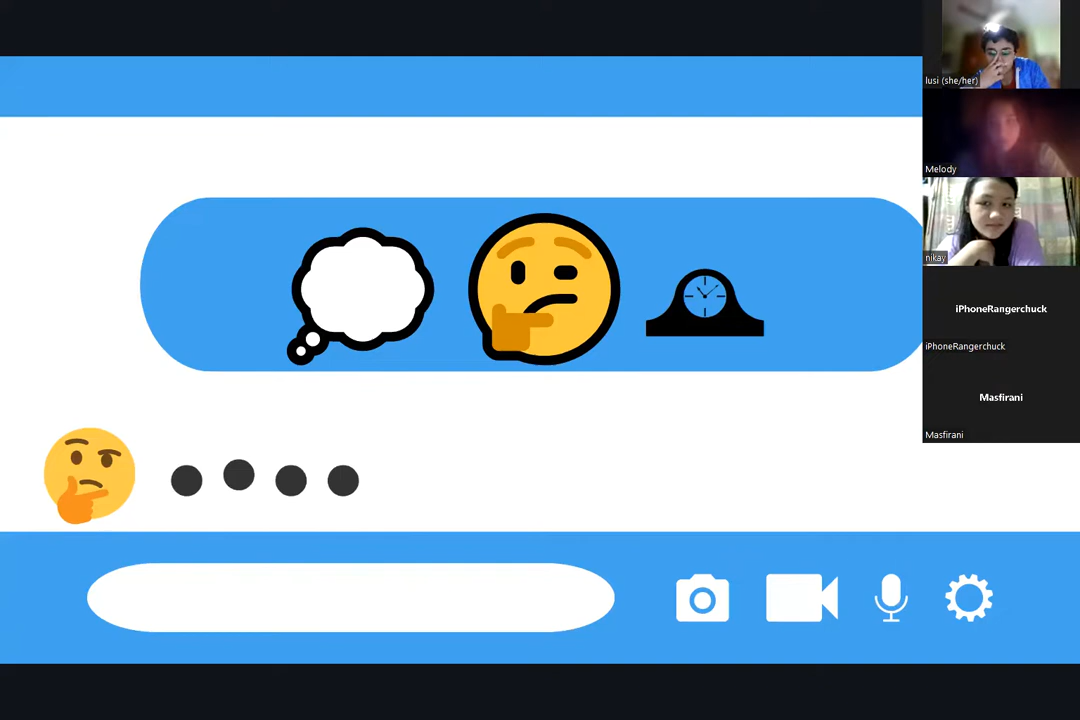 lusi (she/her)
Melody
nikay
iPhoneRangerchuck
iPhoneRangerchuck
Masfirani
Masfirani